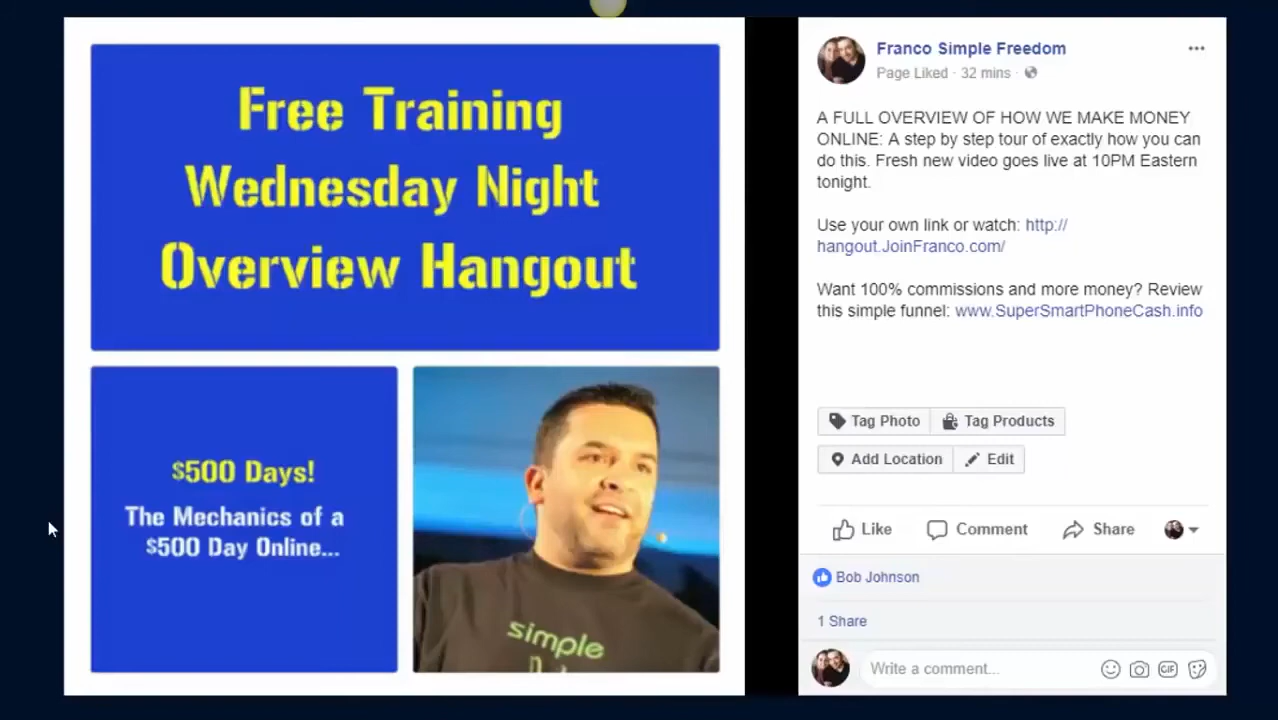 Free Training
Wednesday Night
Overview Hangout
$500 Days!
The Mechanics of a
$500 Day Online...
simple
Franco Simple Freedom
Page Liked · 32 mins ·
A FULL OVERVIEW OF HOW WE MAKE MONEY
ONLINE: A step by step tour of exactly how you can
do this. Fresh new video goes live at 10PM Eastern
tonight.
Use your own link or watch: http://
hangout.JoinFranco.com/
Want 100% commissions and more money? Review
this simple funnel: www.SuperSmartPhoneCash.info
Tag Photo
Tag Products
Add Location
Edit
Like
Comment
Share
Bob Johnson
1 Share
Write a comment...
GIF